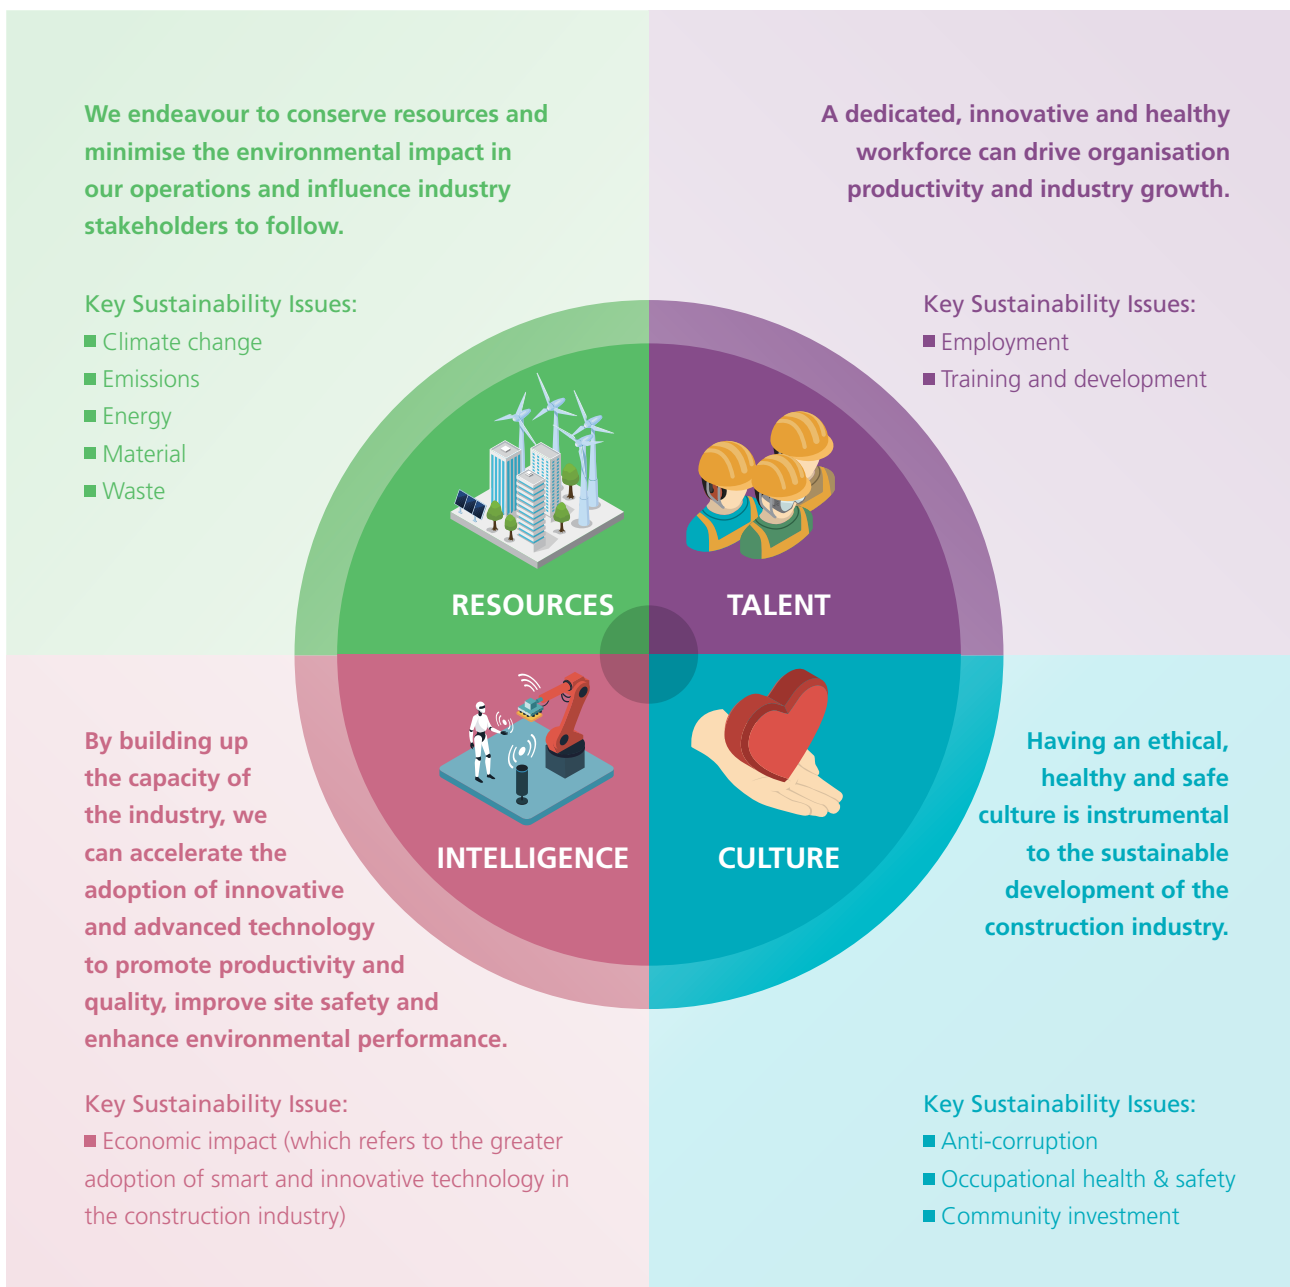 We endeavour to conserve resources and
minimise the environmental impact in
our operations and influence industry
stakeholders to follow.
Key Sustainability Issues:
Climate change
Emissions
Energy
Material
Waste
A dedicated, innovative and healthy
workforce can drive organisation
productivity and industry growth.
Key Sustainability Issues:
Employment
Training and development
RESOURCES
TALENT
INTELLIGENCE
CULTURE
By building up
the capacity of
the industry, we
can accelerate the
adoption of innovative
and advanced technology
to promote productivity and
quality, improve site safety and
enhance environmental performance.
Key Sustainability Issue:
Economic impact (which refers to the greater
adoption of smart and innovative technology in
the construction industry)
Having an ethical,
healthy and safe
culture is instrumental
to the sustainable
development of the
construction industry.
Key Sustainability Issues:
Anti-corruption
Occupational health & safety
Community investment